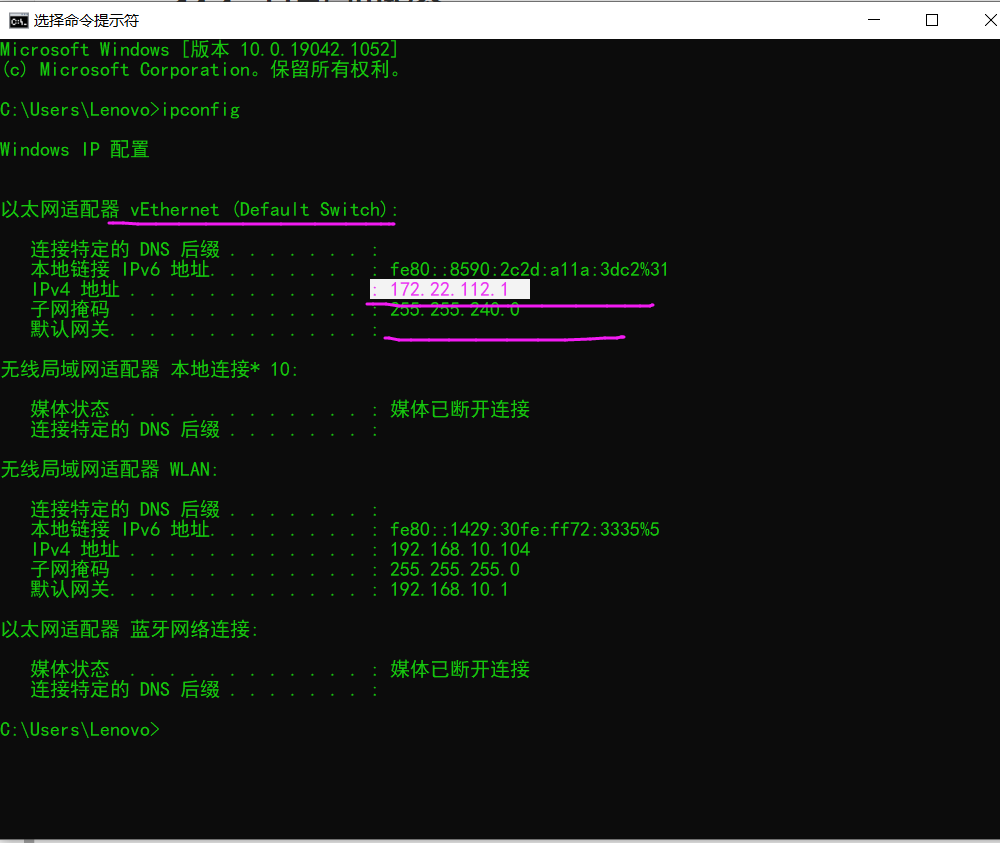 选择命令提示符
Microsoft Windows [版本 10.0.19042.1052]
(c) Microsoft Corporation。保留所有权利。
C:\Users\Lenovo>ipconfig
Windows IP 配置
以太网适配器 vEthernet (Default Switch):
连接特定的 DNS 后缀 . . . . . . . :
本地链接 IPv6 地址. . . . . . . . : fe80::8590:2c2d:a11a:3dc2%31
IPv4 地址 . . . . . . . . . . . . : 172.22.112.1
子网掩码  . . . . . . . . . . . . : 255.255.240.0
默认网关. . . . . . . . . . . . . :
无线局域网适配器 本地连接* 10:
媒体状态  . . . . . . . . . . . . : 媒体已断开连接
连接特定的 DNS 后缀 . . . . . . . :
无线局域网适配器 WLAN:
连接特定的 DNS 后缀 . . . . . . . :
本地链接 IPv6 地址. . . . . . . . : fe80::1429:30fe:ff72:3335%5
IPv4 地址 . . . . . . . . . . . . : 192.168.10.104
子网掩码  . . . . . . . . . . . . : 255.255.255.0
默认网关. . . . . . . . . . . . . : 192.168.10.1
以太网适配器 蓝牙网络连接:
媒体状态  . . . . . . . . . . . . : 媒体已断开连接
连接特定的 DNS 后缀 . . . . . . . :
C:\Users\Lenovo>